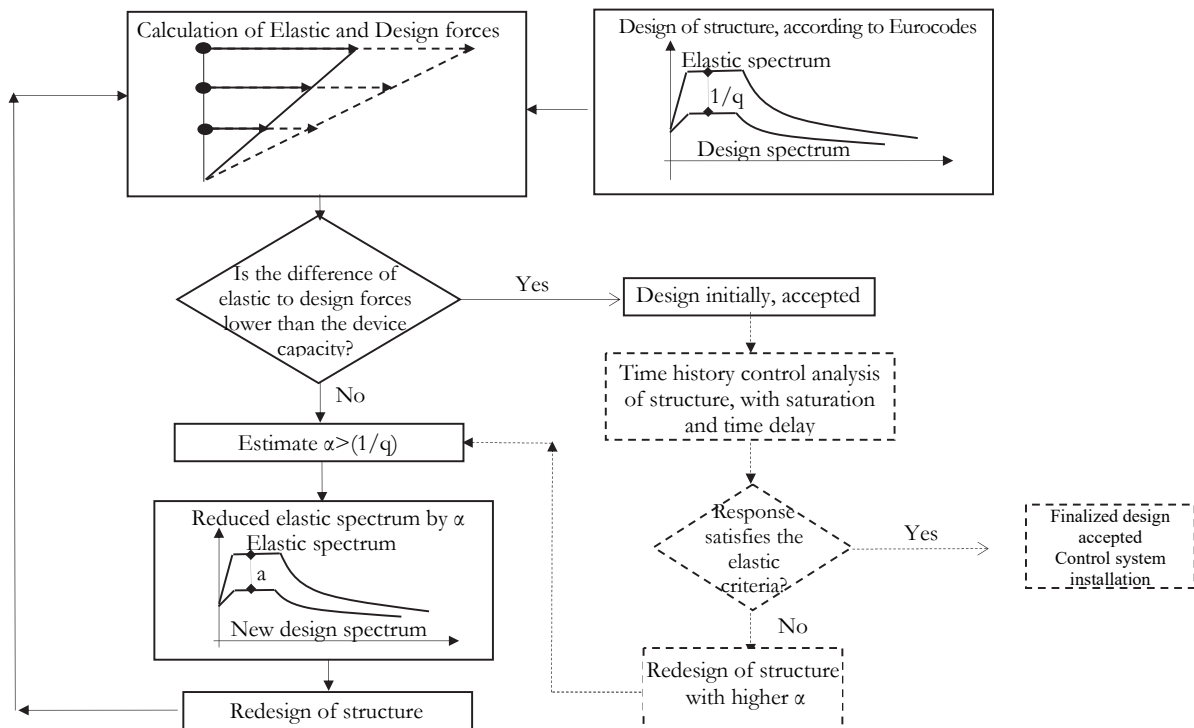 Calculation of Elastic and Design forces
Design of structure, according to Eurocodes
Elastic spectrum
1/q
Design spectrum
Is the difference of
elastic to design forces
lower than the device
capacity?
Yes
Design initially, accepted
No
Time history control analysis
of structure, with saturation
and time delay
Estimate α>(1/q)
Reduced elastic spectrum by α
Elastic spectrum
a
New design spectrum
Response
satisfies the
elastic
criteria?
Yes
Finalized design
accepted
Control system
installation
No
Redesign of structure
with higher α
Redesign of structure